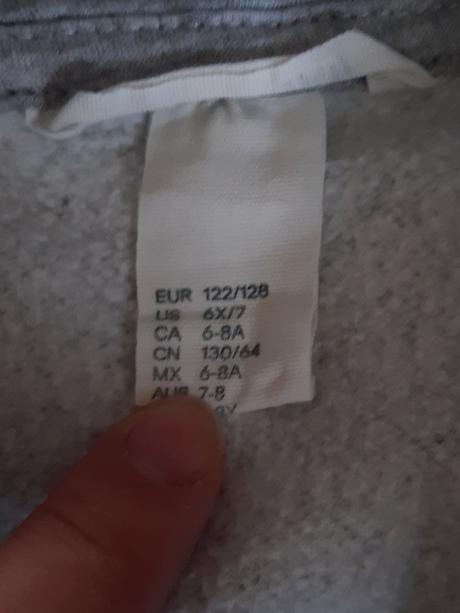 EUR 122/128
US 6X/7
CA 6-8A
CN 130/64
MX 6-8A
AUS 7-8